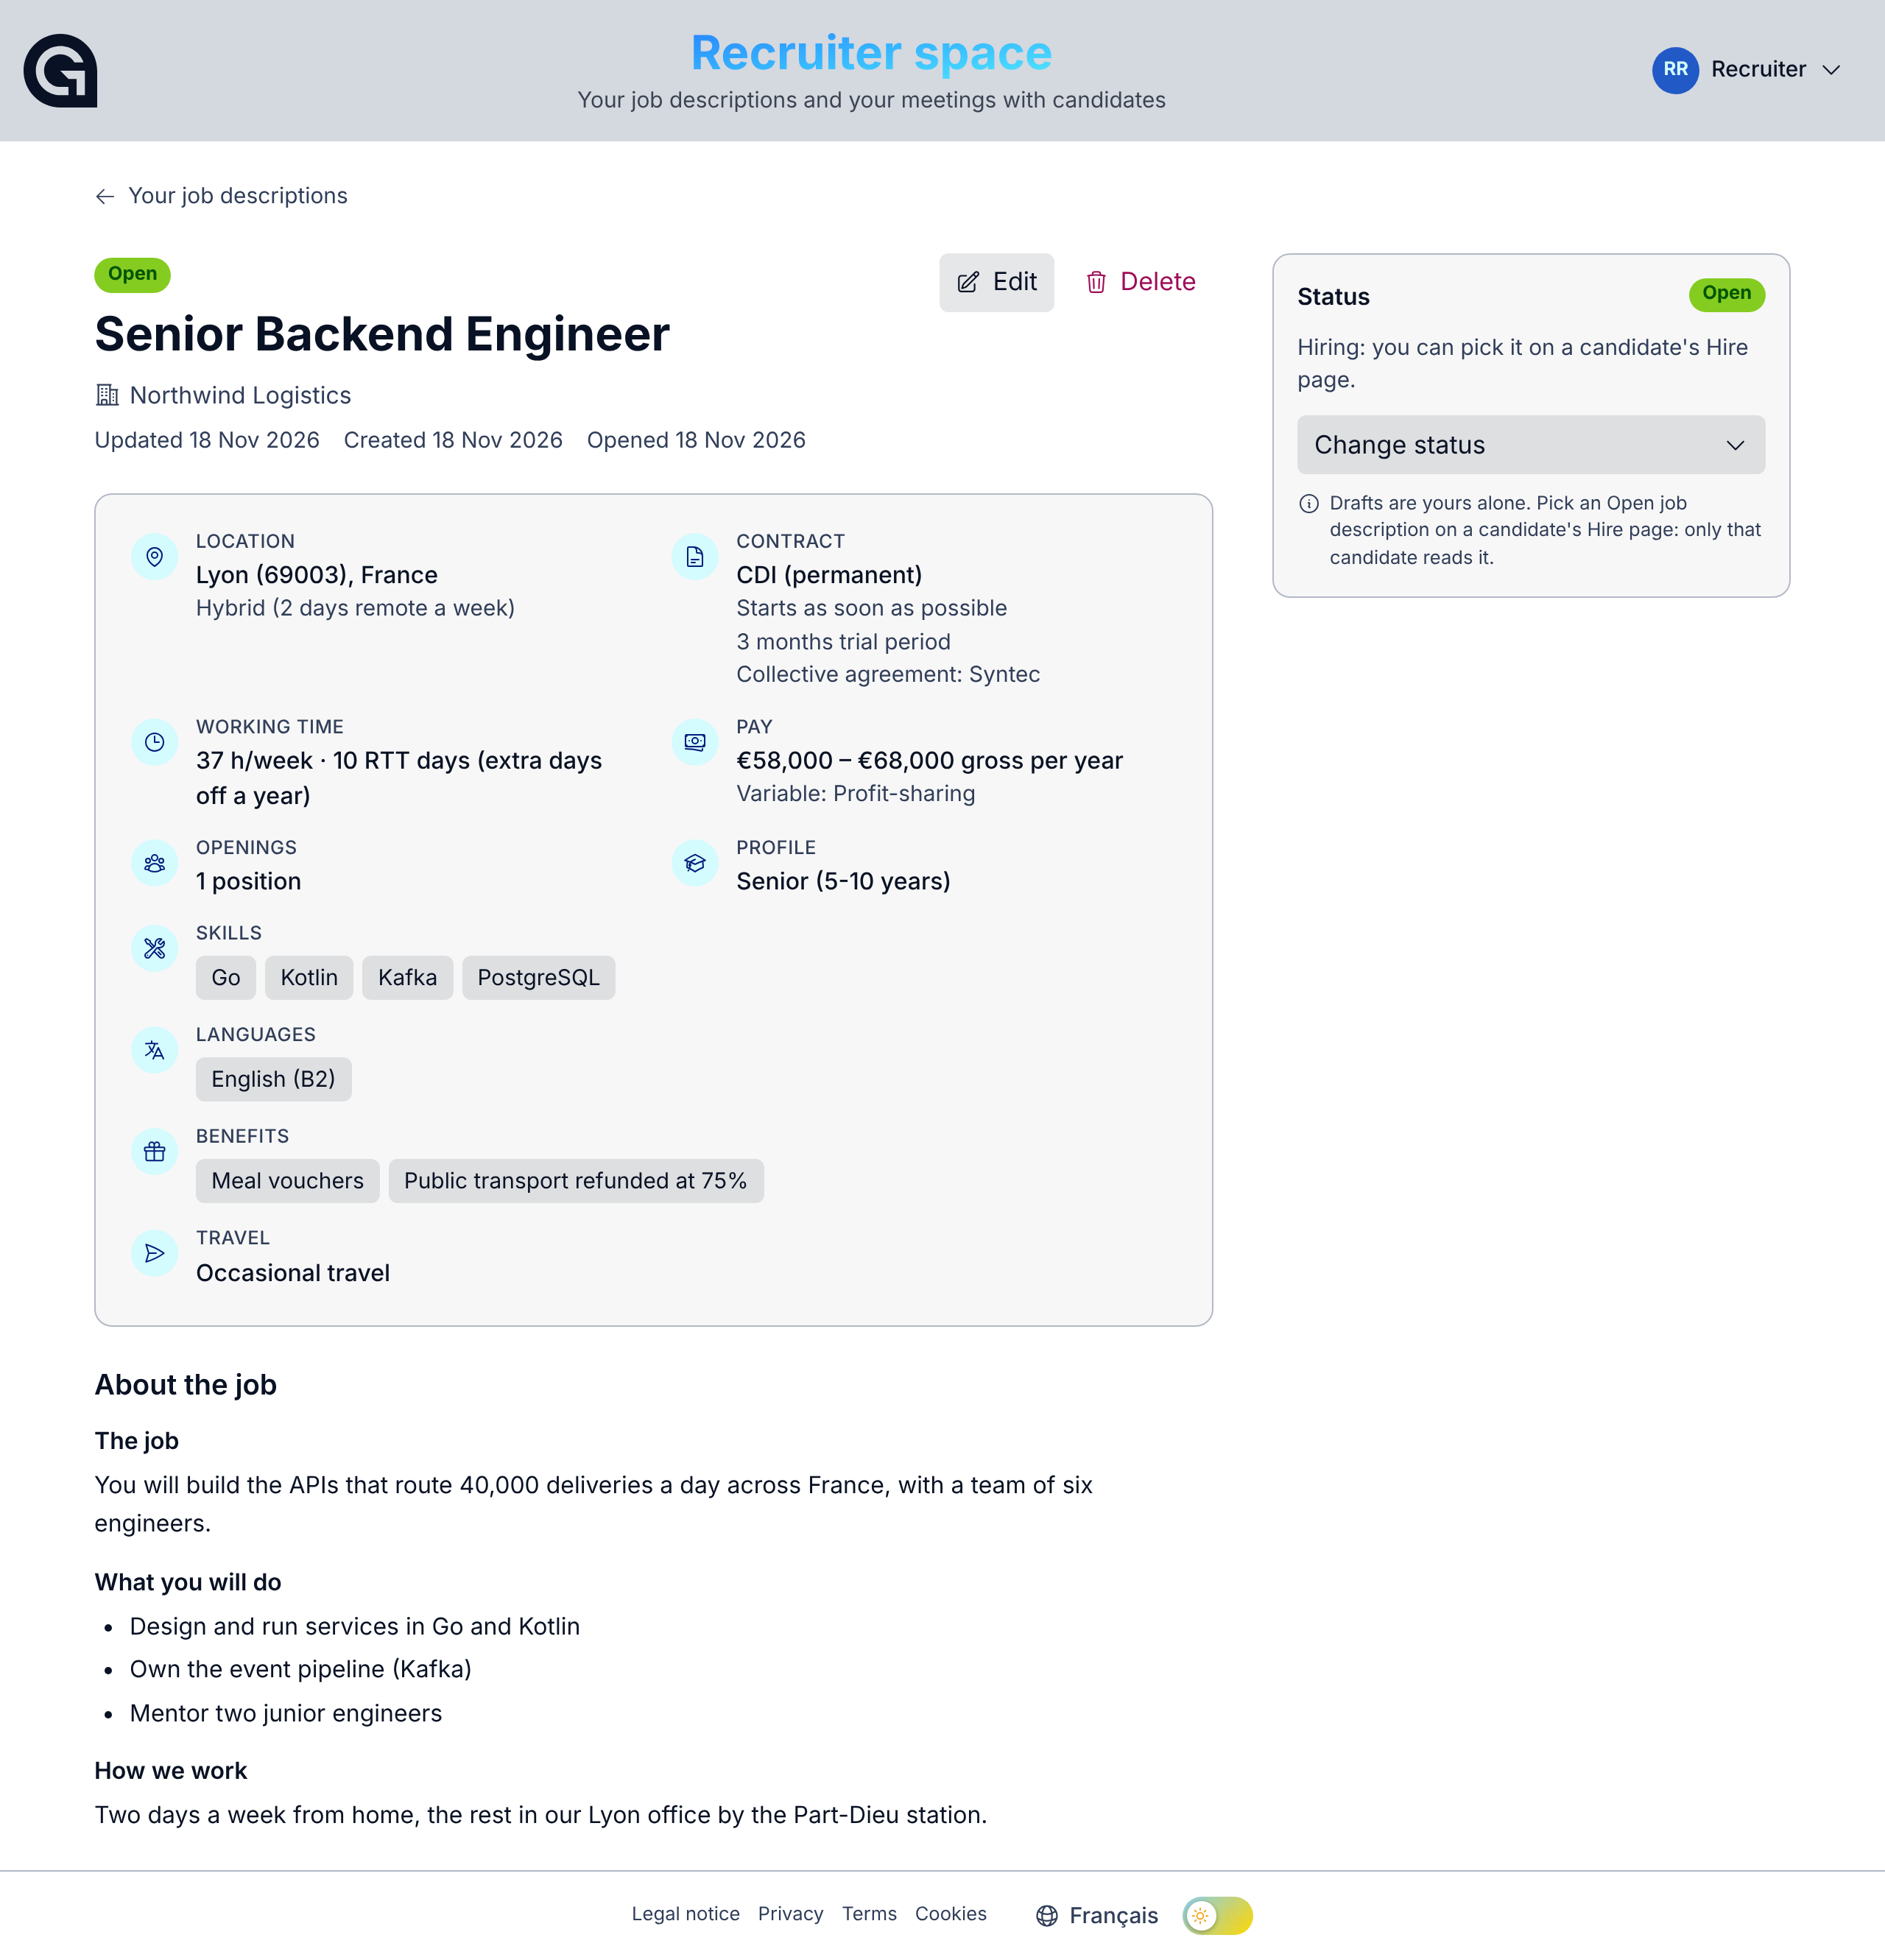 Recruiter space
Your job descriptions and your meetings with candidates
RR Recruiter
Your job descriptions
Open
Senior Backend Engineer
Northwind Logistics
Updated 18 Nov 2026 Created 18 Nov 2026 Opened 18 Nov 2026
Edit Delete
Status Open
Hiring: you can pick it on a candidate's Hire
page.
Change status
Drafts are yours alone. Pick an Open job
description on a candidate's Hire page: only that
candidate reads it.
LOCATION
Lyon (69003), France
Hybrid (2 days remote a week)
CONTRACT
CDI (permanent)
Starts as soon as possible
3 months trial period
Collective agreement: Syntec
WORKING TIME
37 h/week · 10 RTT days (extra days
off a year)
PAY
€58,000 – €68,000 gross per year
Variable: Profit-sharing
OPENINGS
1 position
PROFILE
Senior (5-10 years)
SKILLS
Go Kotlin Kafka PostgreSQL
LANGUAGES
English (B2)
BENEFITS
Meal vouchers Public transport refunded at 75%
TRAVEL
Occasional travel
About the job
The job
You will build the APIs that route 40,000 deliveries a day across France, with a team of six
engineers.
What you will do
• Design and run services in Go and Kotlin
• Own the event pipeline (Kafka)
• Mentor two junior engineers
How we work
Two days a week from home, the rest in our Lyon office by the Part-Dieu station.
Legal notice Privacy Terms Cookies Français